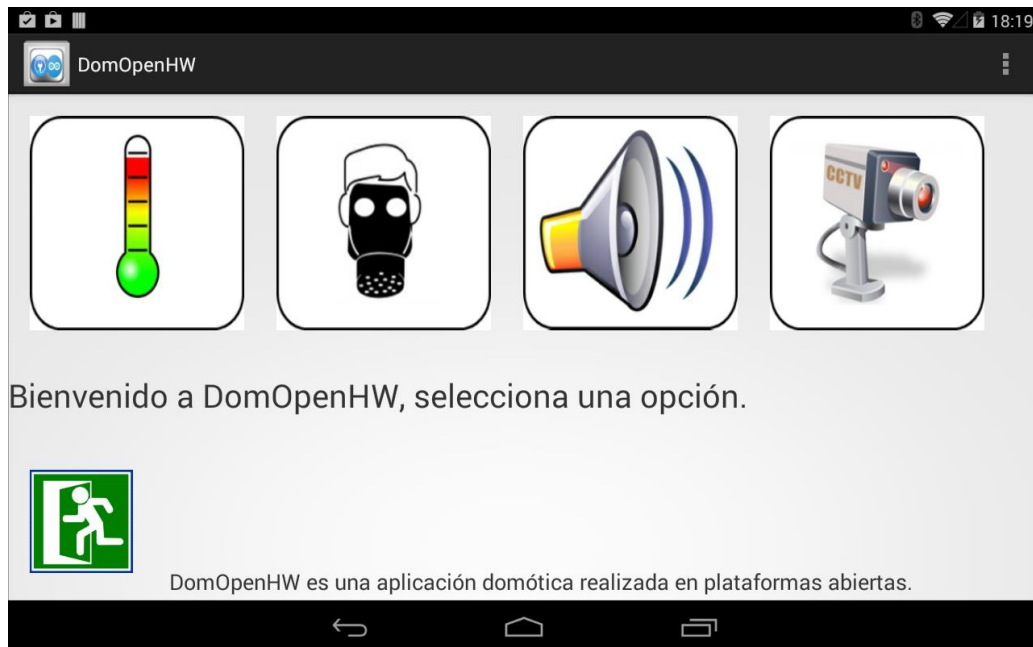 18:19
DomOpenHW
CCTV
Bienvenido a DomOpenHW, selecciona una opción.
DomOpenHW es una aplicación domótica realizada en plataformas abiertas.